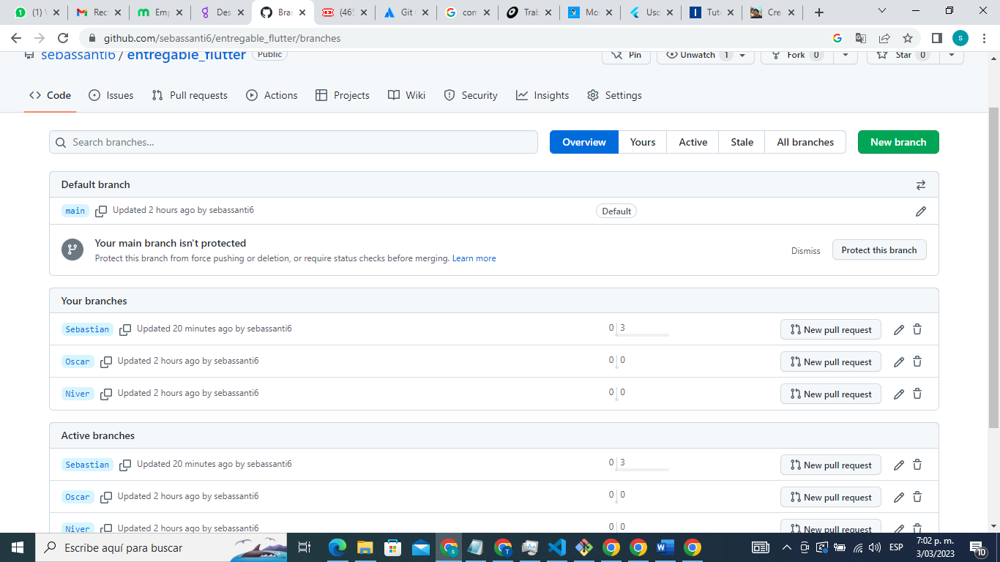 (1) W Rec Emp Des Bran (465 Git com Trab Mo Uso Tuto Cre
github.com/sebassanti6/entregable_flutter/branches
sebassanti6 / entregable_flutter Public Pin Unwatch 1 Fork 0 Star 0
Code Issues Pull requests Actions Projects Wiki Security Insights Settings
Search branches... Overview Yours Active Stale All branches New branch
Default branch
main Updated 2 hours ago by sebassanti6 Default
Your main branch isn't protected
Protect this branch from force pushing or deletion, or require status checks before merging. Learn more Dismiss Protect this branch
Your branches
Sebastian Updated 20 minutes ago by sebassanti6 0 3 New pull request
Oscar Updated 2 hours ago by sebassanti6 0 0 New pull request
Niver Updated 2 hours ago by sebassanti6 0 0 New pull request
Active branches
Sebastian Updated 20 minutes ago by sebassanti6 0 3 New pull request
Oscar Updated 2 hours ago by sebassanti6 0 0 New pull request
Niver Updated 2 hours ago by sebassanti6 0 0 New pull request
Escribe aquí para buscar ESP 7:02 p. m.
3/03/2023 10